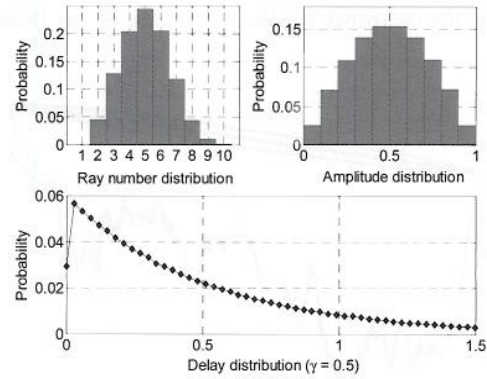 Probability
0.2
0.15
0.1
0.05
0
1 2 3 4 5 6 7 8 9 10
Ray number distribution
Probability
0.15
0.1
0.05
0
0 0.5 1
Amplitude distribution
Probability
0.06
0.04
0.02
0
0 0.5 1 1.5
Delay distribution (γ = 0.5)